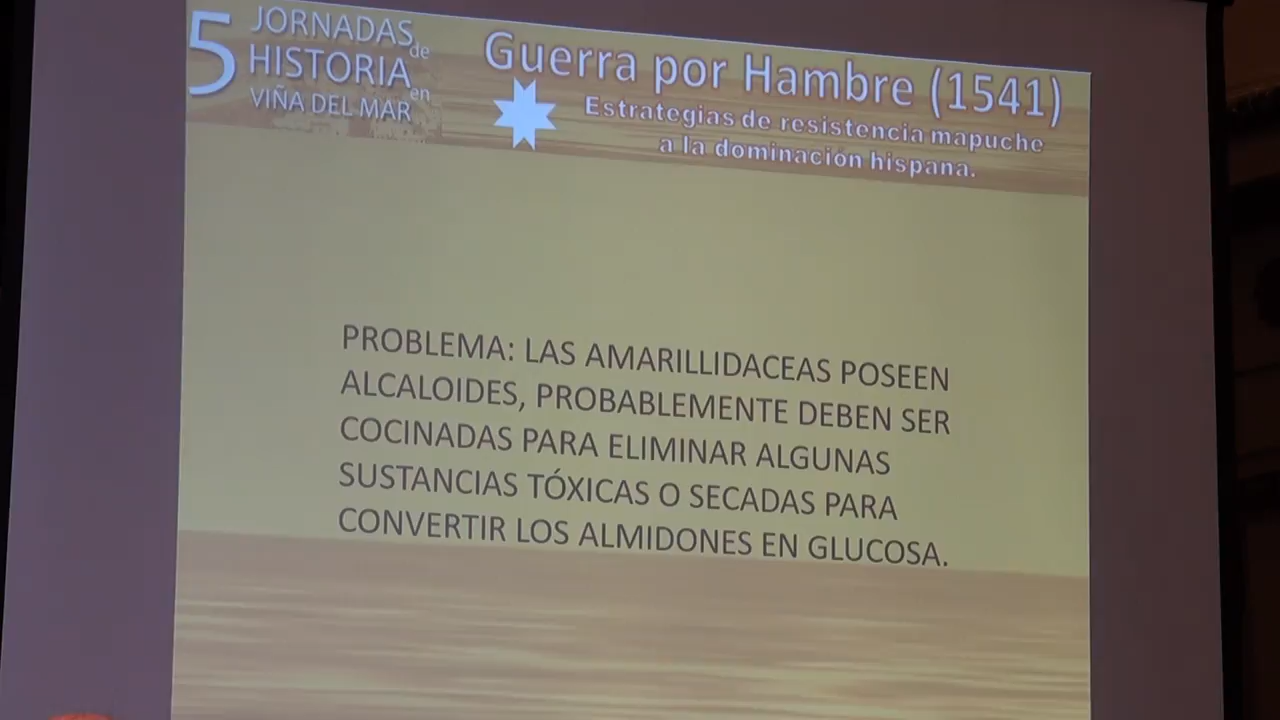 5 JORNADAS de
HISTORIA en
VIÑA DEL MAR
Guerra por Hambre (1541)
Estrategias de resistencia mapuche
a la dominación hispana.
PROBLEMA: LAS AMARILLIDACEAS POSEEN
ALCALOIDES, PROBABLEMENTE DEBEN SER
COCINADAS PARA ELIMINAR ALGUNAS
SUSTANCIAS TÓXICAS O SECADAS PARA
CONVERTIR LOS ALMIDONES EN GLUCOSA.